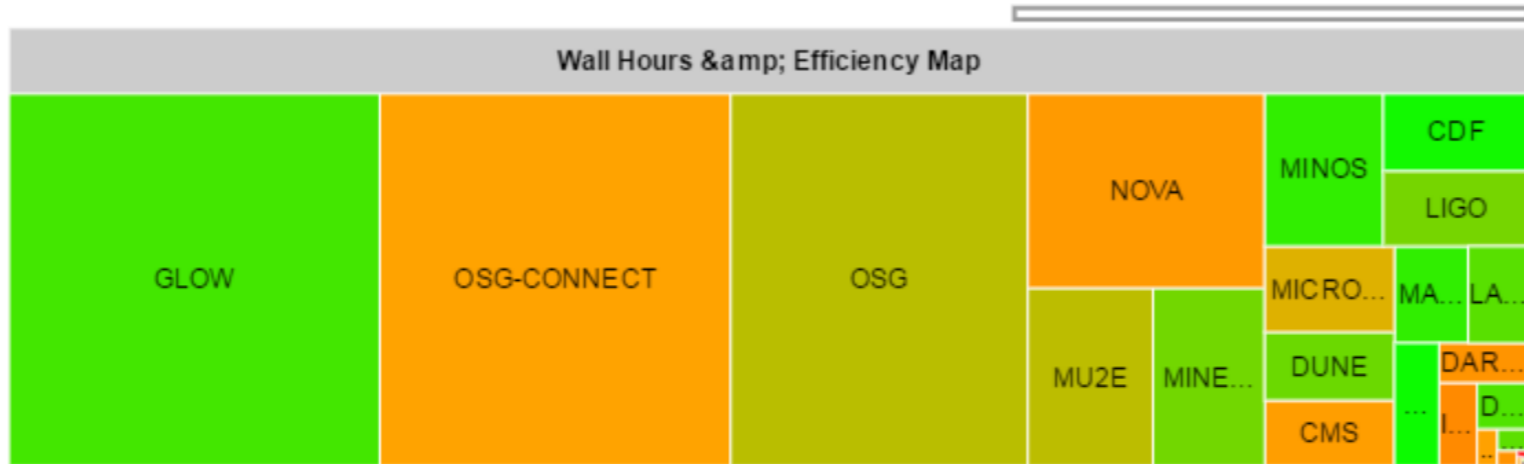 Wall Hours &amp; Efficiency Map
GLOW
OSG-CONNECT
OSG
NOVA
MU2E
MINE...
MINOS
CDF
LIGO
MICRO...
MA...
LA...
DUNE
CMS
...
DAR...
I...
D...
...
...